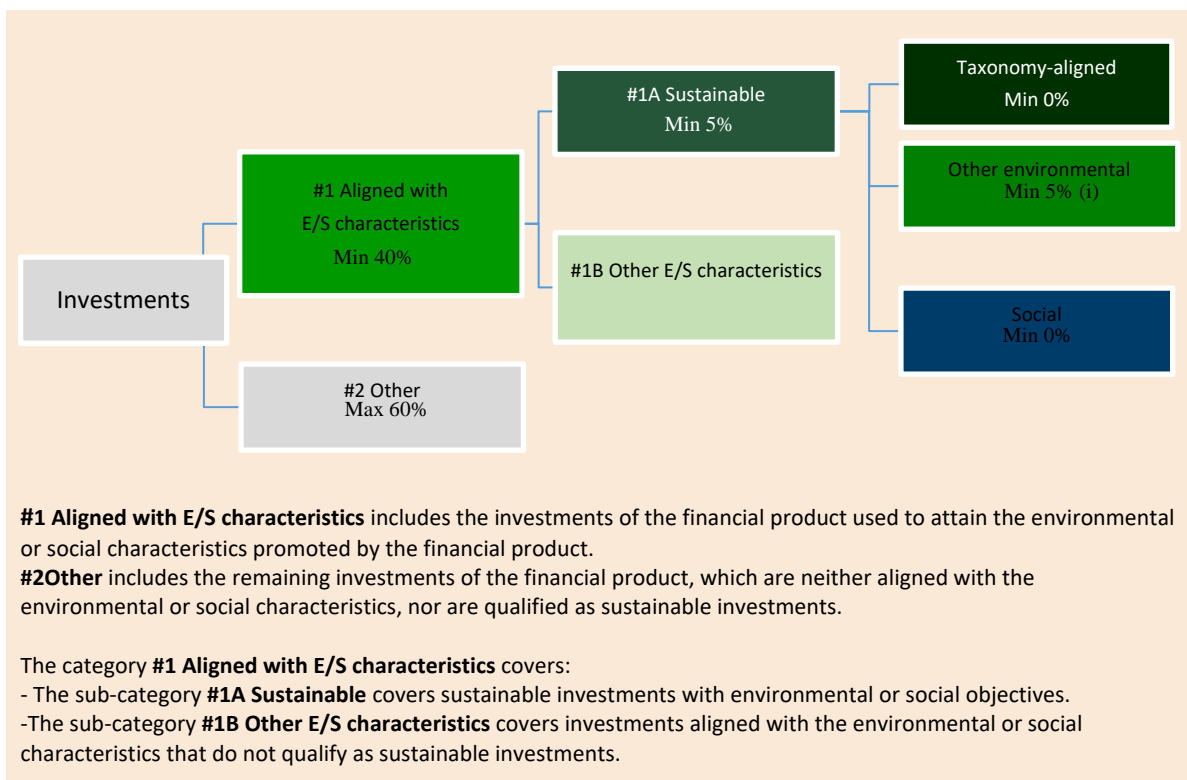 Investments
#1 Aligned with
E/S characteristics
Min 40%
#2 Other
Max 60%
#1A Sustainable
Min 5%
#1B Other E/S characteristics
Taxonomy-aligned
Min 0%
Other environmental
Min 5% (i)
Social
Min 0%
#1 Aligned with E/S characteristics includes the investments of the financial product used to attain the environmental
or social characteristics promoted by the financial product.
#2Other includes the remaining investments of the financial product, which are neither aligned with the
environmental or social characteristics, nor are qualified as sustainable investments.
The category #1 Aligned with E/S characteristics covers:
- The sub-category #1A Sustainable covers sustainable investments with environmental or social objectives.
-The sub-category #1B Other E/S characteristics covers investments aligned with the environmental or social
characteristics that do not qualify as sustainable investments.